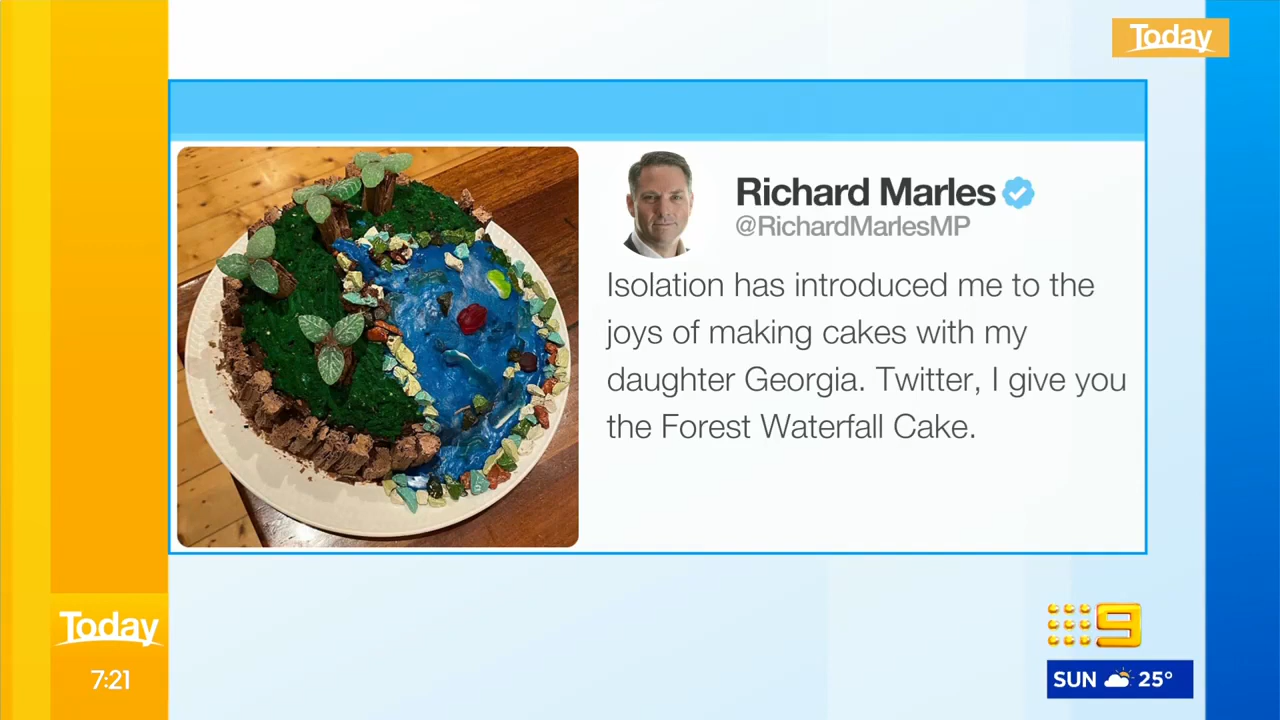 Today
Richard Marles
@RichardMarlesMP
Isolation has introduced me to the
joys of making cakes with my
daughter Georgia. Twitter, I give you
the Forest Waterfall Cake.
Today
7:21
9
SUN 25°